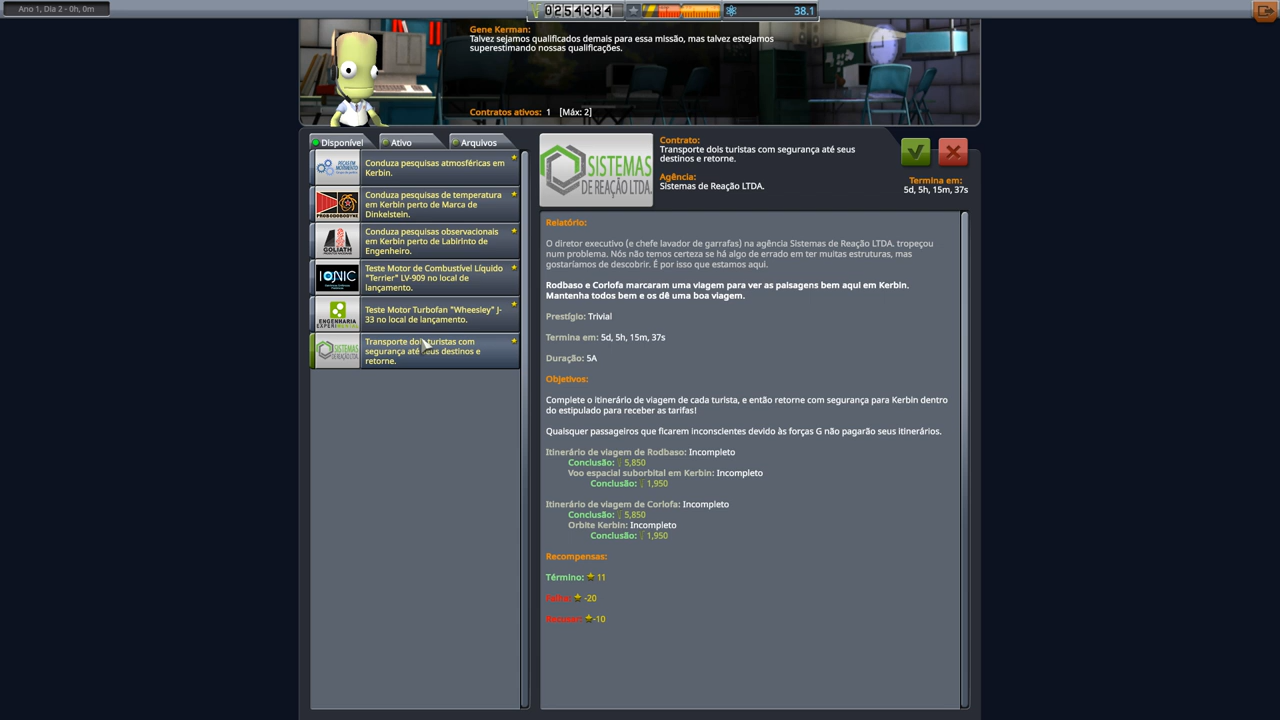 Ano 1, Dia 2 - 0h, 0m
0254334
38.1
Gene Kerman:
Talvez sejamos qualificados demais para essa missão, mas talvez estejamos
superestimando nossas qualificações.
Contratos ativos: 1 [Máx: 2]
Disponível
Ativo
Arquivos
Conduza pesquisas atmosféricas em
Kerbin.
PROBODOBODYNE
Conduza pesquisas de temperatura
em Kerbin perto de Marca de
Dinkelstein.
GOLIATH
Conduza pesquisas observacionais
em Kerbin perto de Labirinto de
Engenheiro.
IONIC
Teste Motor de Combustível Líquido
"Terrier" LV-909 no local de
lançamento.
ENGENHARIA
EXPERIMENTAL
Teste Motor Turbofan "Wheesley" J-
33 no local de lançamento.
SISTEMAS
DE REAÇÃO LTDA.
Transporte dois turistas com
segurança até seus destinos e
retorne.
SISTEMAS
DE REAÇÃO LTDA.
Contrato:
Transporte dois turistas com segurança até seus
destinos e retorne.
Agência:
Sistemas de Reação LTDA.
Termina em:
5d, 5h, 15m, 37s
Relatório:
O diretor executivo (e chefe lavador de garrafas) na agência Sistemas de Reação LTDA. tropeçou
num problema. Nós não temos certeza se há algo de errado em ter muitas estruturas, mas
gostaríamos de descobrir. É por isso que estamos aqui.
Rodbaso e Corlofa marcaram uma viagem para ver as paisagens bem aqui em Kerbin.
Mantenha todos bem e os dê uma boa viagem.
Prestígio: Trivial
Termina em: 5d, 5h, 15m, 37s
Duração: 5A
Objetivos:
Complete o itinerário de viagem de cada turista, e então retorne com segurança para Kerbin dentro
do estipulado para receber as tarifas!
Quaisquer passageiros que ficarem inconscientes devido às forças G não pagarão seus itinerários.
Itinerário de viagem de Rodbaso: Incompleto
Conclusão: 5,850
Voo espacial suborbital em Kerbin: Incompleto
Conclusão: 1,950
Itinerário de viagem de Corlofa: Incompleto
Conclusão: 5,850
Orbite Kerbin: Incompleto
Conclusão: 1,950
Recompensas:
Término: 11
-20
Recusar: -10